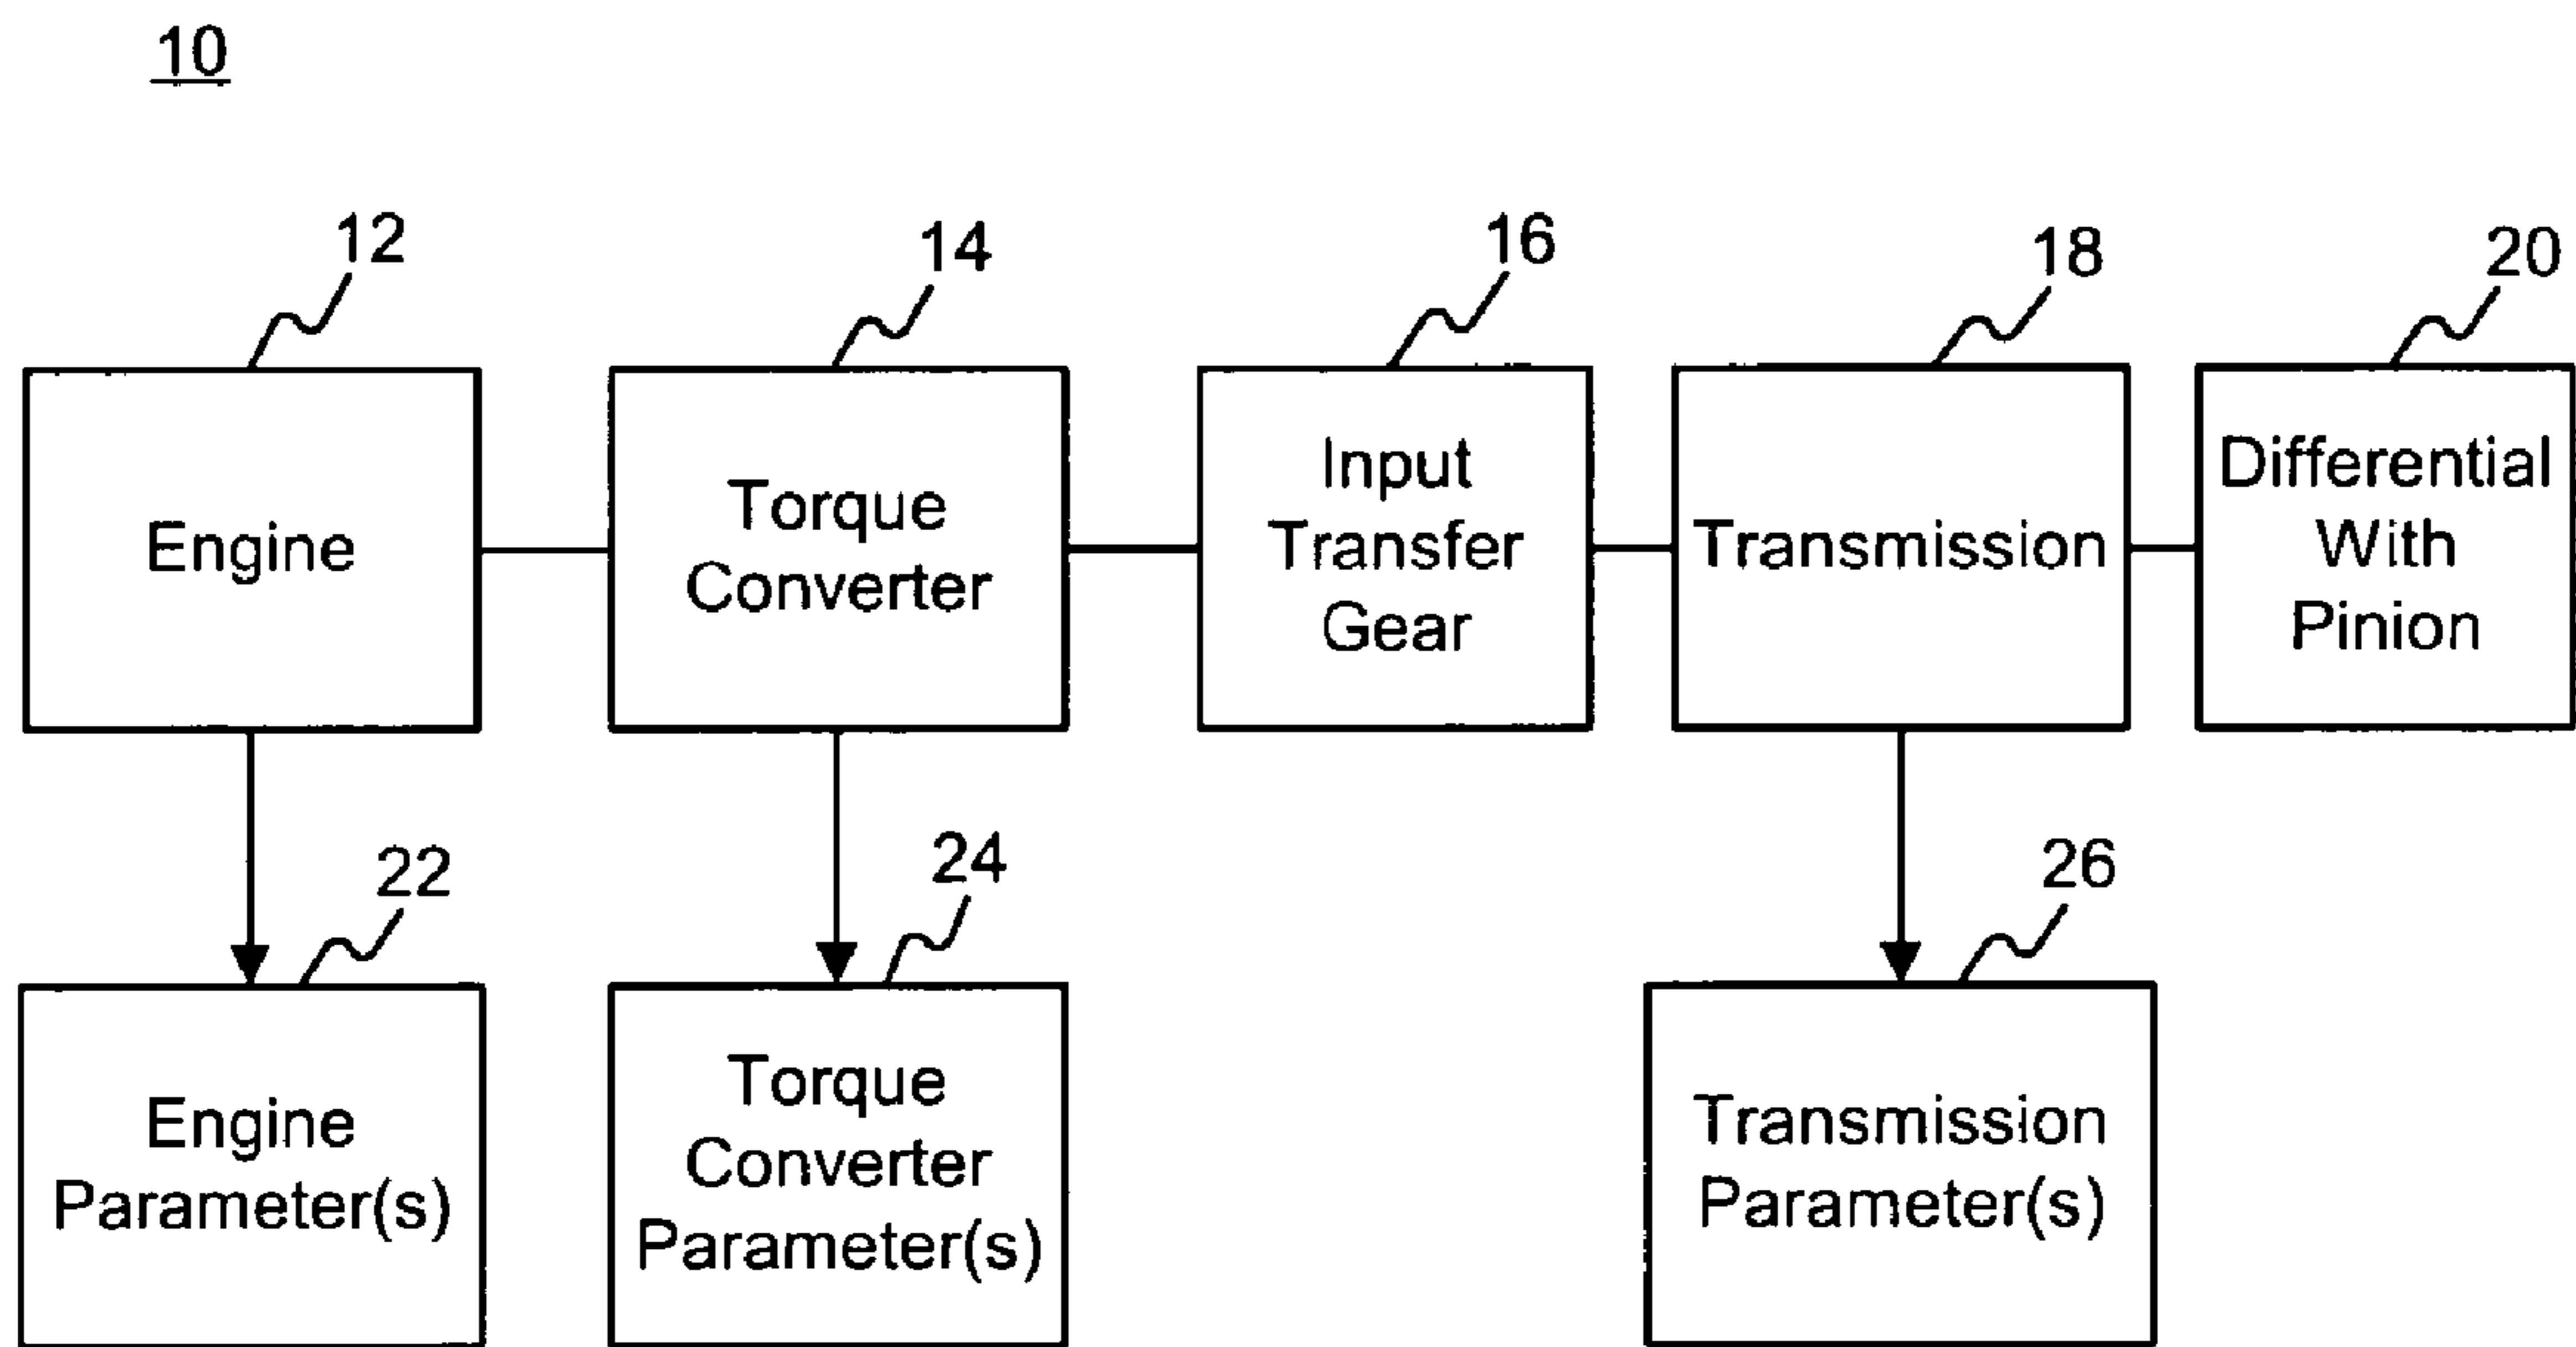 10
12
14
16
18
20
Engine
Torque
Converter
Input
Transfer
Gear
Transmission
Differential
With
Pinion
22
24
26
Engine
Parameter(s)
Torque
Converter
Parameter(s)
Transmission
Parameter(s)